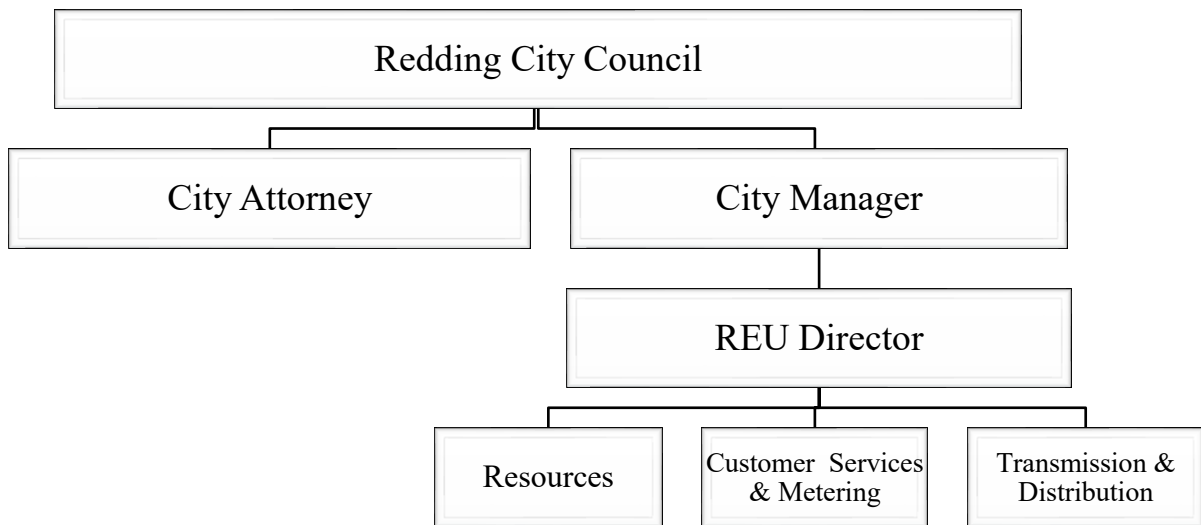 Redding City Council
City Attorney
City Manager
REU Director
Resources
Customer Services
& Metering
Transmission &
Distribution